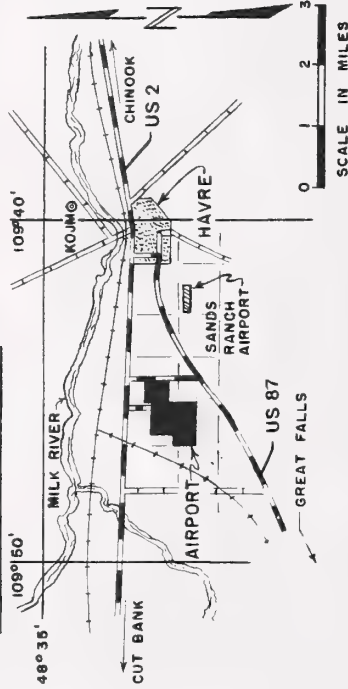 N
109°50'
109°40'
48°35'
MILK RIVER
KOJM
CHINOOK
US 2
HAVRE
SANDS
RANCH
AIRPORT
AIRPORT
US 87
GREAT FALLS
CUT BANK
0 1 2 3
SCALE IN MILES